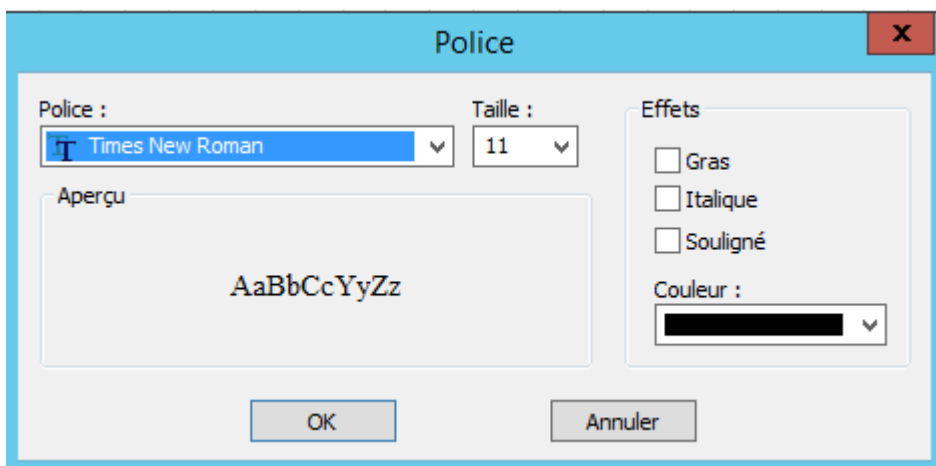 Police
x
Police :
Taille :
Effets
Times New Roman
11
Gras
Italique
Souligné
Aperçu
AaBbCcYyZz
Couleur :
OK
Annuler